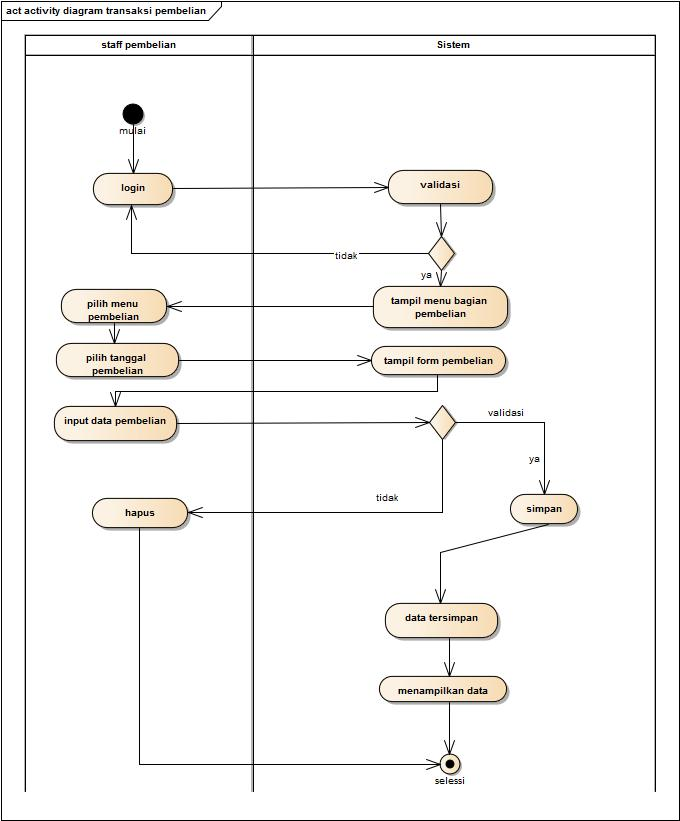 act activity diagram transaksi pembelian
staff pembelian
Sistem
mulai
login
validasi
tidak
ya
pilih menu
pembelian
tampil menu bagian
pembelian
pilih tanggal
pembelian
tampil form pembelian
input data pembelian
validasi
ya
tidak
hapus
simpan
data tersimpan
menampilkan data
selessi